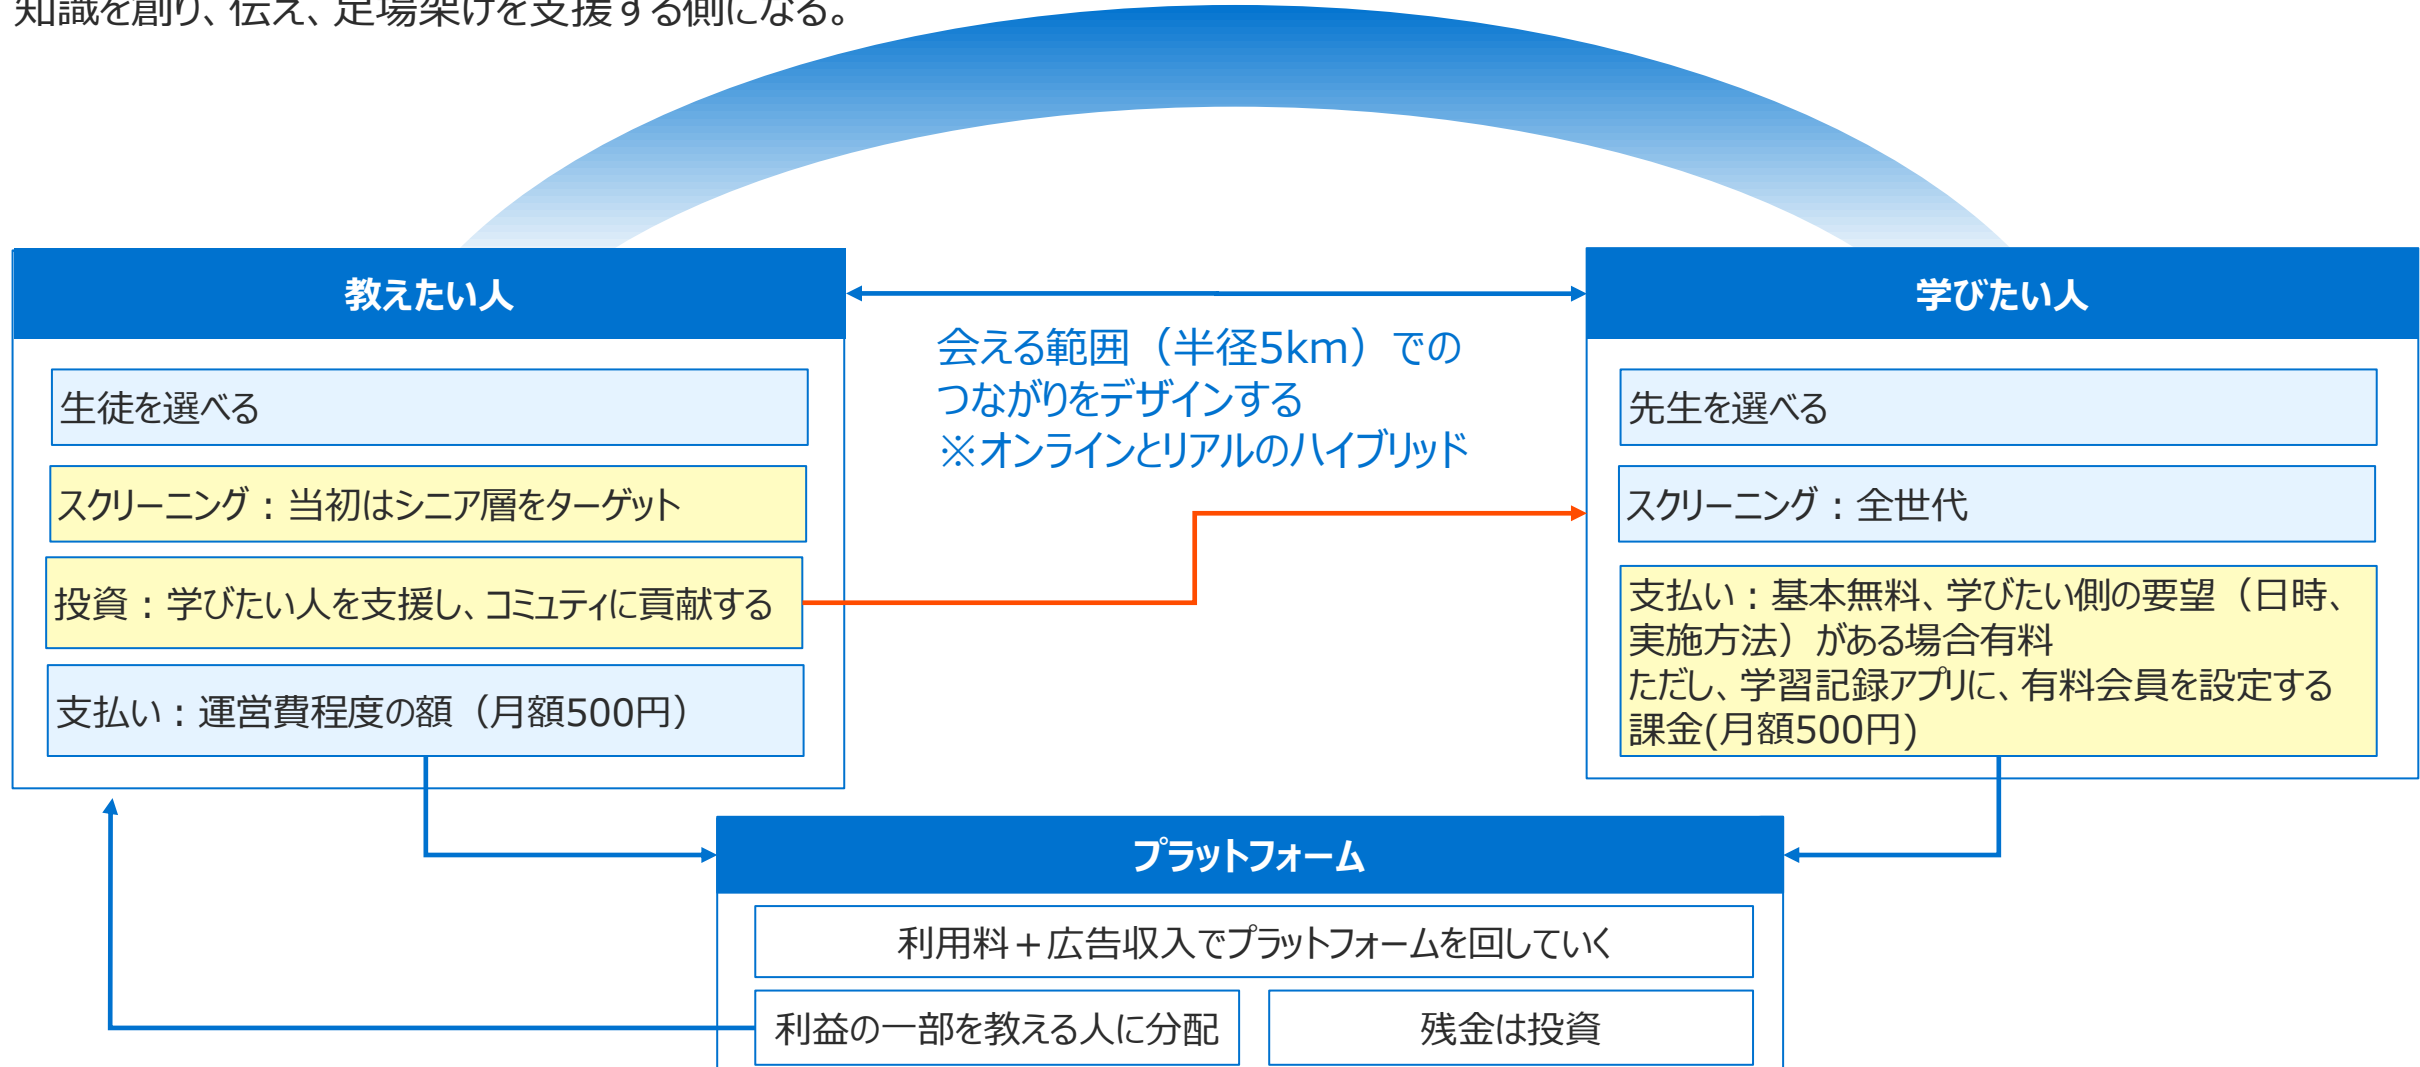 知識を創り、伝え、足場架けを支援する側になる。
教えたい人
生徒を選べる
スクリーニング：当初はシニア層をターゲット
投資：学びたい人を支援し、コミュティに貢献する
支払い：運営費程度の額（月額500円）
会える範囲（半径5km）での
つながりをデザインする
※オンラインとリアルのハイブリッド
学びたい人
先生を選べる
スクリーニング：全世代
支払い：基本無料、学びたい側の要望（日時、
実施方法）がある場合有料
ただし、学習記録アプリに、有料会員を設定する
課金(月額500円)
プラットフォーム
利用料＋広告収入でプラットフォームを回していく
利益の一部を教える人に分配
残金は投資